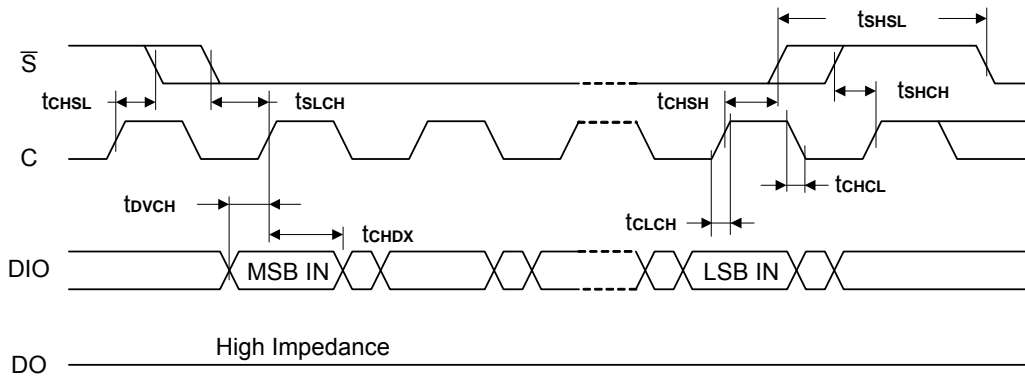 tSHSL
S̅
tCHSL
tSLCH
tCHSH
tSHCH
C
tDVCH
tCHDX
tCLCH
tCHCL
DIO
MSB IN
LSB IN
High Impedance
DO